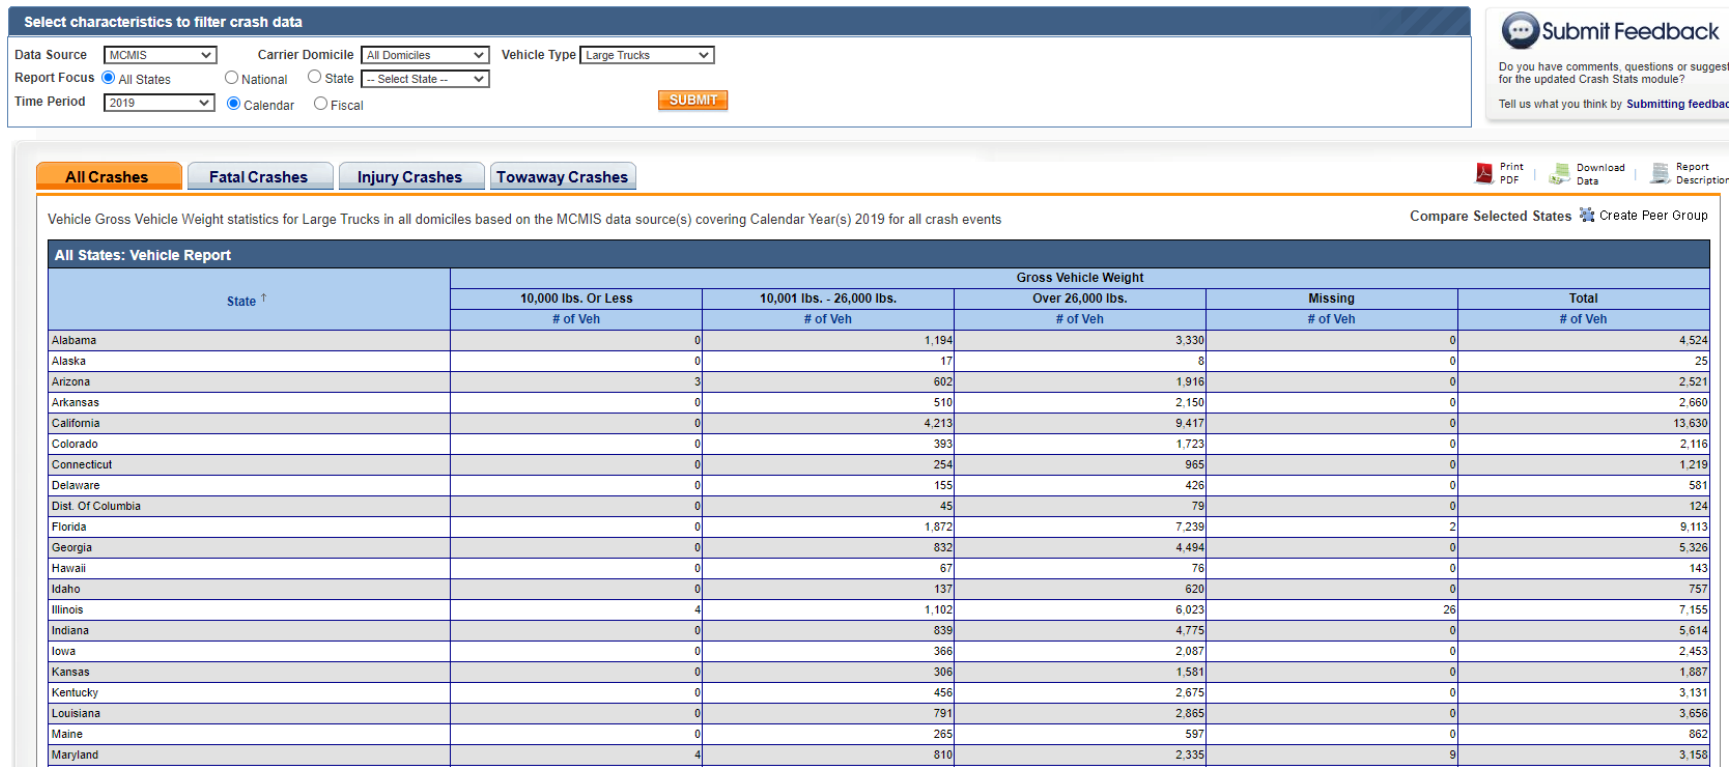 Select characteristics to filter crash data
Data Source MCMIS Carrier Domicile All Domiciles Vehicle Type Large Trucks
Report Focus All States National State -- Select State --
Time Period 2019 Calendar Fiscal SUBMIT
Submit Feedback
Do you have comments, questions or suggest
for the updated Crash Stats module?
Tell us what you think by Submitting feedbac
All Crashes Fatal Crashes Injury Crashes Towaway Crashes
Print PDF | Download Data | Report Description
Vehicle Gross Vehicle Weight statistics for Large Trucks in all domiciles based on the MCMIS data source(s) covering Calendar Year(s) 2019 for all crash events
Compare Selected States Create Peer Group
All States: Vehicle Report
State ↑ Gross Vehicle Weight
10,000 lbs. Or Less 10,001 lbs. - 26,000 lbs. Over 26,000 lbs. Missing Total
# of Veh # of Veh # of Veh # of Veh # of Veh
Alabama 0 1,194 3,330 0 4,524
Alaska 0 17 8 0 25
Arizona 3 602 1,916 0 2,521
Arkansas 0 510 2,150 0 2,660
California 0 4,213 9,417 0 13,630
Colorado 0 393 1,723 0 2,116
Connecticut 0 254 965 0 1,219
Delaware 0 155 426 0 581
Dist. Of Columbia 0 45 79 0 124
Florida 0 1,872 7,239 2 9,113
Georgia 0 832 4,494 0 5,326
Hawaii 0 67 76 0 143
Idaho 0 137 620 0 757
Illinois 4 1,102 6,023 26 7,155
Indiana 0 839 4,775 0 5,614
Iowa 0 366 2,087 0 2,453
Kansas 0 306 1,581 0 1,887
Kentucky 0 456 2,675 0 3,131
Louisiana 0 791 2,865 0 3,656
Maine 0 265 597 0 862
Maryland 4 810 2,335 9 3,158